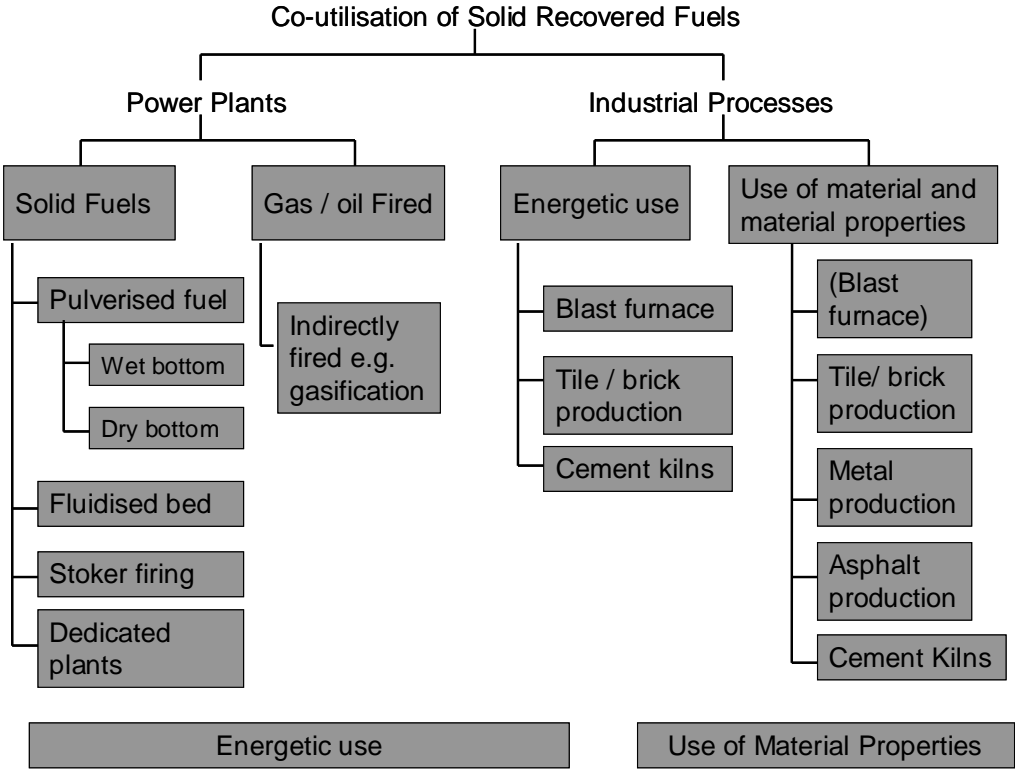 Co-utilisation of Solid Recovered Fuels
Power Plants
Industrial Processes
Solid Fuels
Gas / oil Fired
Energetic use
Use of material and
material properties
Pulverised fuel
Wet bottom
Dry bottom
Fluidised bed
Stoker firing
Dedicated
plants
Indirectly
fired e.g.
gasification
Blast furnace
Tile / brick
production
Cement kilns
(Blast
furnace)
Tile/ brick
production
Metal
production
Asphalt
production
Cement Kilns
Energetic use
Use of Material Properties